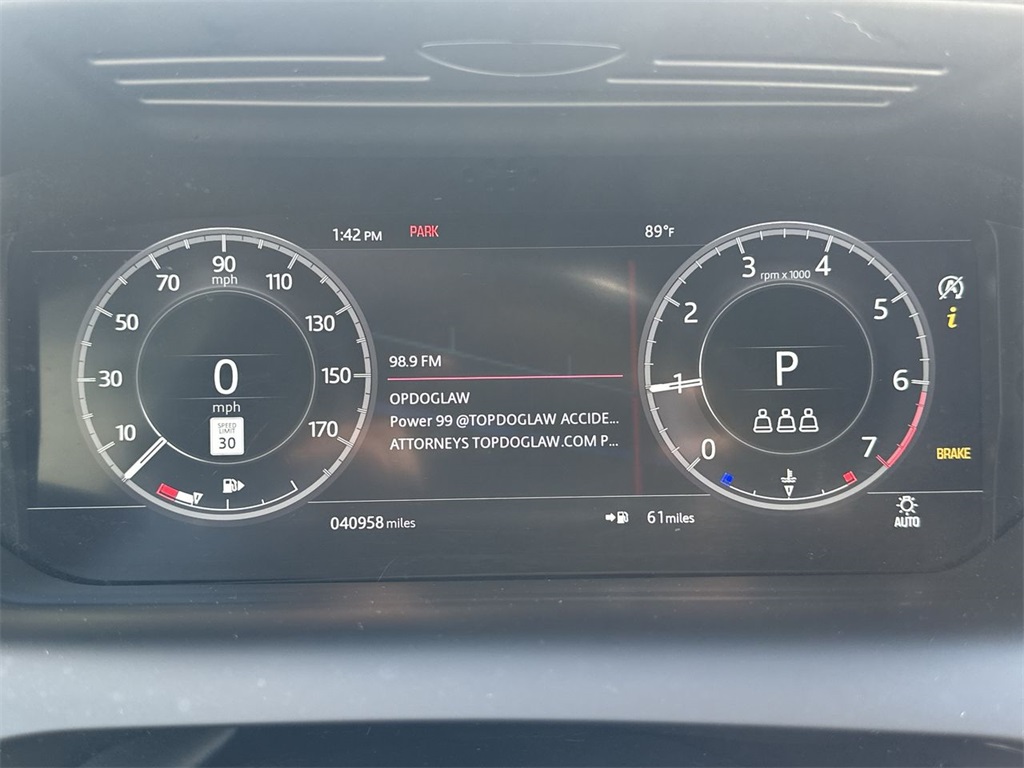 1:42 PM PARK 89°F
70 90 110
mph
50 130
30 150
10 170
0
mph
SPEED
LIMIT
30
98.9 FM
OPDOGLAW
Power 99 @TOPDOGLAW ACCIDE...
ATTORNEYS TOPDOGLAW.COM P...
3 4
rpm x 1000
2 5
1 6
0 7
P
A
i
BRAKE
AUTO
040958 miles
61 miles